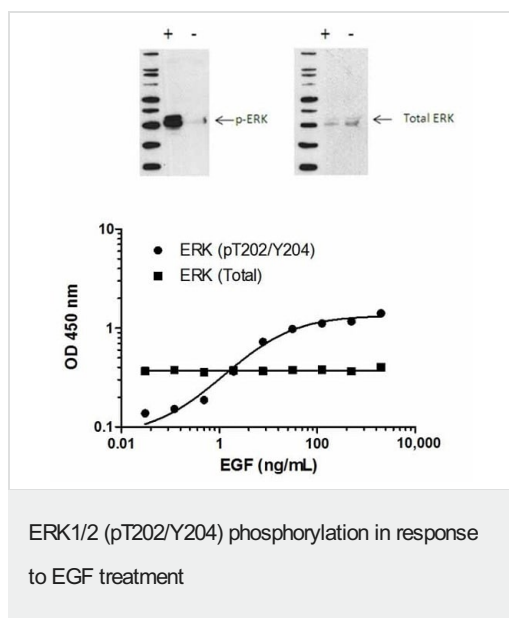 + -
+ -
←p-ERK
← Total ERK
10
ERK (pT202/Y204)
ERK (Total)
OD 450 nm
1
0.1
0.01 1 100 10,000
EGF (ng/mL)
ERK1/2 (pT202/Y204) phosphorylation in response
to EGF treatment